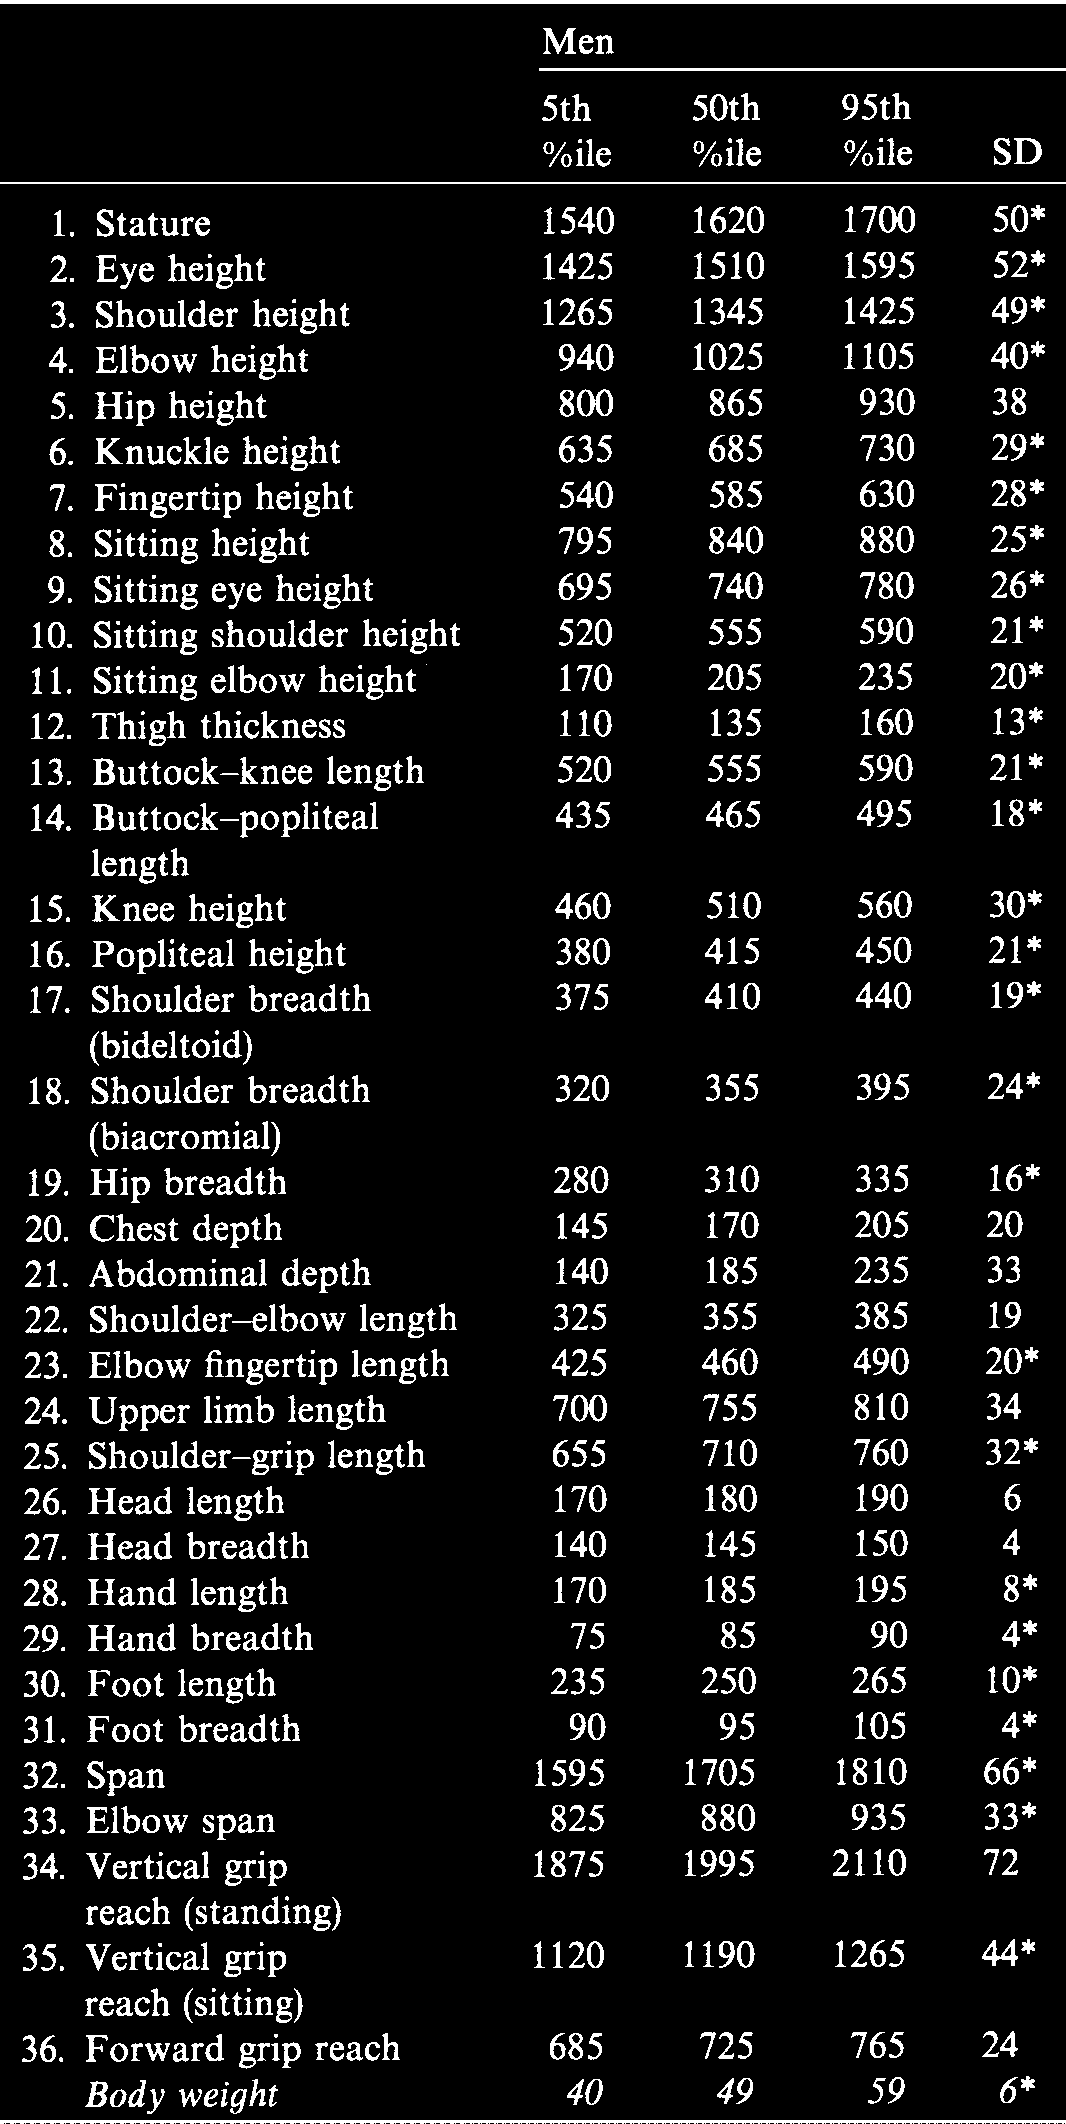 Men
5th 50th 95th
%ile %ile %ile SD
1. Stature 1540 1620 1700 50*
2. Eye height 1425 1510 1595 52*
3. Shoulder height 1265 1345 1425 49*
4. Elbow height 940 1025 1105 40*
5. Hip height 800 865 930 38
6. Knuckle height 635 685 730 29*
7. Fingertip height 540 585 630 28*
8. Sitting height 795 840 880 25*
9. Sitting eye height 695 740 780 26*
10. Sitting shoulder height 520 555 590 21*
11. Sitting elbow height 170 205 235 20*
12. Thigh thickness 110 135 160 13*
13. Buttock–knee length 520 555 590 21*
14. Buttock–popliteal 435 465 495 18*
length
15. Knee height 460 510 560 30*
16. Popliteal height 380 415 450 21*
17. Shoulder breadth 375 410 440 19*
(bideltoid)
18. Shoulder breadth 320 355 395 24*
(biacromial)
19. Hip breadth 280 310 335 16*
20. Chest depth 145 170 205 20
21. Abdominal depth 140 185 235 33
22. Shoulder–elbow length 325 355 385 19
23. Elbow fingertip length 425 460 490 20*
24. Upper limb length 700 755 810 34
25. Shoulder–grip length 655 710 760 32*
26. Head length 170 180 190 6
27. Head breadth 140 145 150 4
28. Hand length 170 185 195 8*
29. Hand breadth 75 85 90 4*
30. Foot length 235 250 265 10*
31. Foot breadth 90 95 105 4*
32. Span 1595 1705 1810 66*
33. Elbow span 825 880 935 33*
34. Vertical grip 1875 1995 2110 72
reach (standing)
35. Vertical grip 1120 1190 1265 44*
reach (sitting)
36. Forward grip reach 685 725 765 24
Body weight 40 49 59 6*